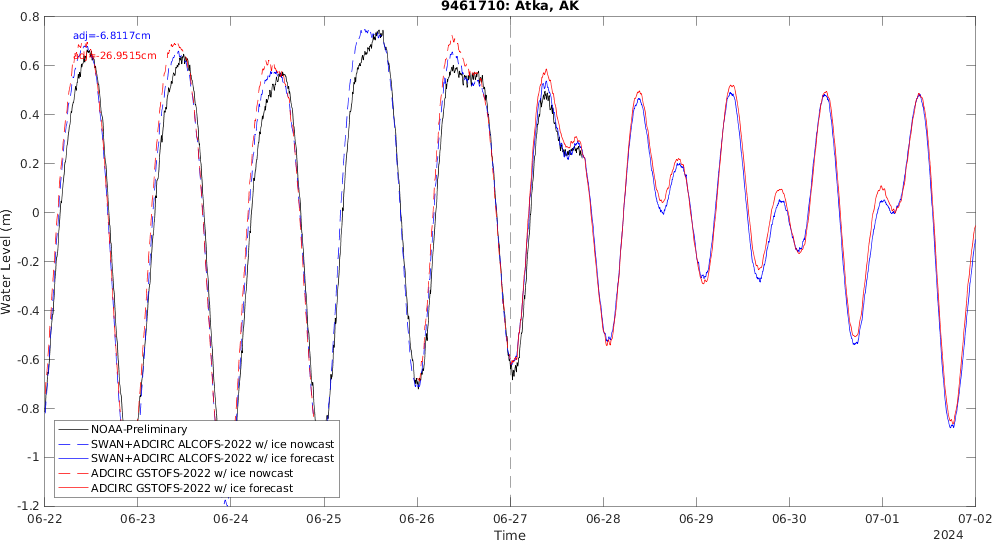 9461710: Atka, AK
adj=-6.8117cm
adj=-26.9515cm
Water Level (m)
0.8
0.6
0.4
0.2
0
-0.2
-0.4
-0.6
-0.8
-1
-1.2
NOAA-Preliminary
SWAN+ADCIRC ALCOFS-2022 w/ ice nowcast
SWAN+ADCIRC ALCOFS-2022 w/ ice forecast
ADCIRC GSTOFS-2022 w/ ice nowcast
ADCIRC GSTOFS-2022 w/ ice forecast
06-22 06-23 06-24 06-25 06-26 06-27 06-28 06-29 06-30 07-01 07-02
Time
2024